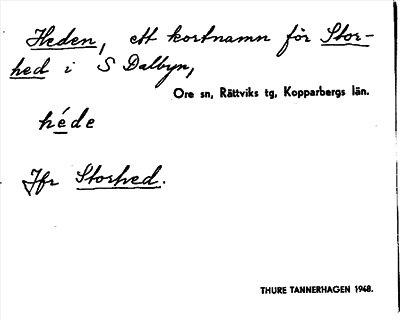 Heden, ett kortnamn för Stor-
hed i S Dalbyn,
Ore sn, Rättviks tg, Kopparbergs län.
héde
Jfr Storhed.
THURE TANNERHAGEN 1948.